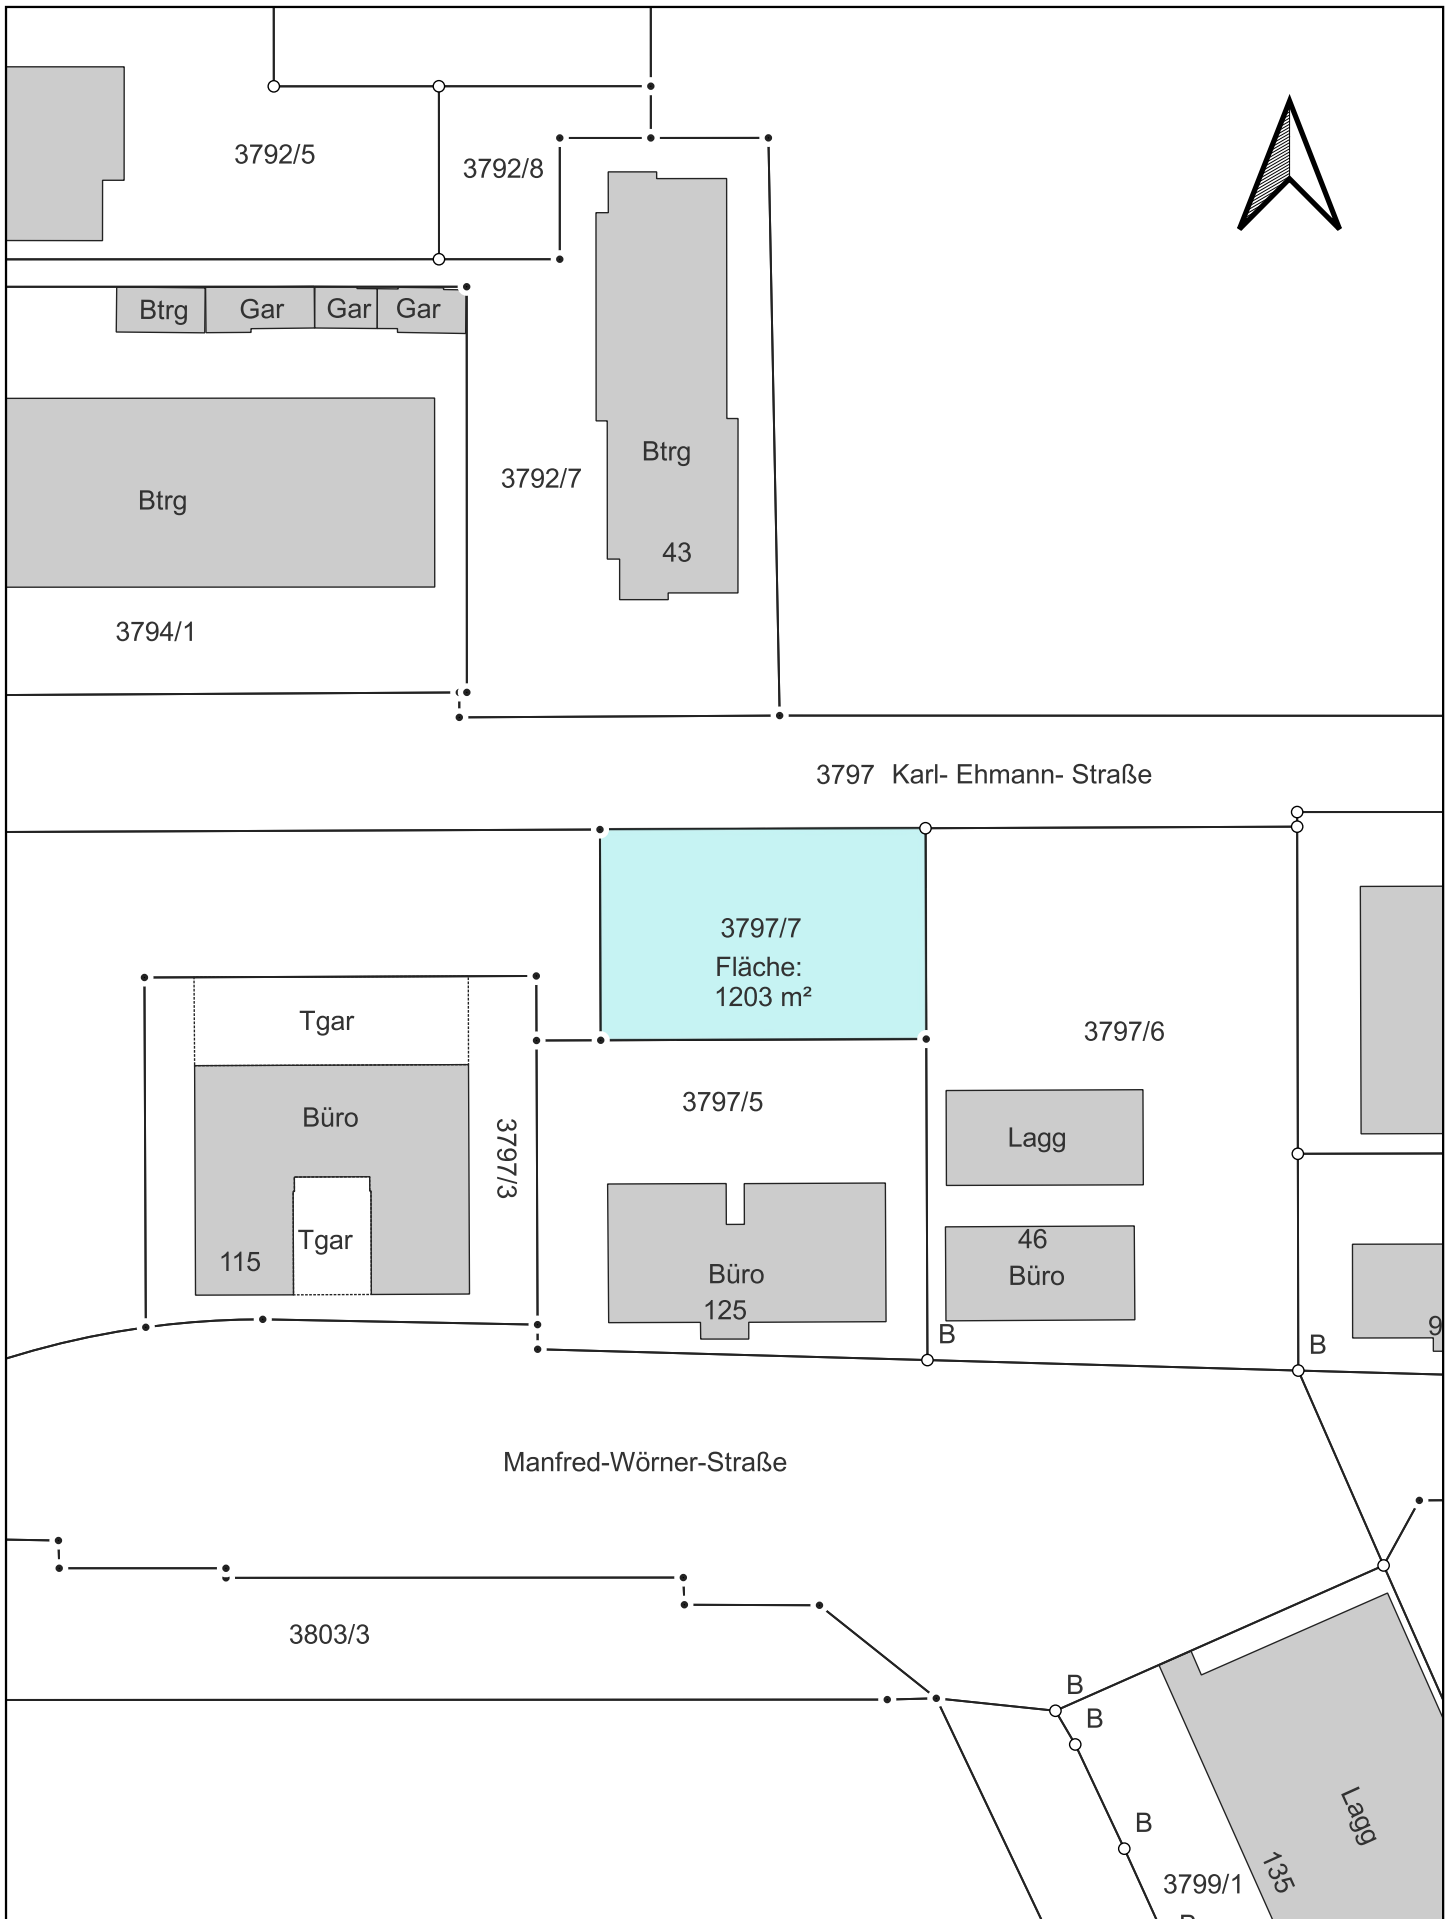 3792/5
3792/8
Btrg
Gar
Gar
Gar
Btrg
3792/7
Btrg
43
3794/1
3797 Karl- Ehmann- Straße
3797/7
Fläche:
1203 m²
Tgar
3797/6
3797/5
Büro
3797/3
Lagg
Tgar
115
46
Büro
Büro
125
9
B
B
Manfred-Wörner-Straße
3803/3
B
B
Lagg
B
135
3799/1